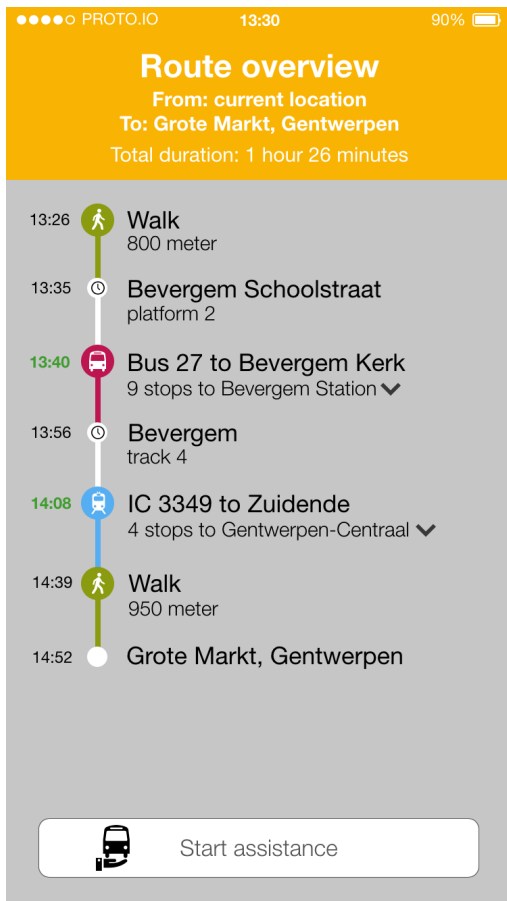 PROTO.IO 13:30 90%
Route overview
From: current location
To: Grote Markt, Gentwerpen
Total duration: 1 hour 26 minutes
13:26 Walk
800 meter
13:35 Bevergem Schoolstraat
platform 2
13:40 Bus 27 to Bevergem Kerk
9 stops to Bevergem Station
13:56 Bevergem
track 4
14:08 IC 3349 to Zuidende
4 stops to Gentwerpen-Centraal
14:39 Walk
950 meter
14:52 Grote Markt, Gentwerpen
Start assistance